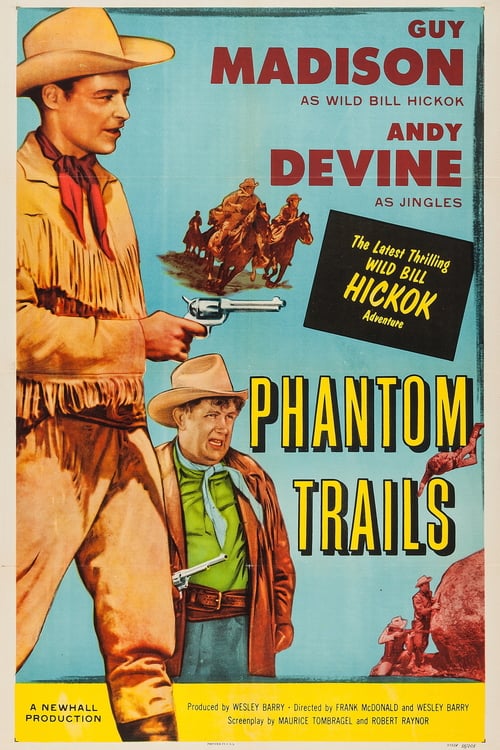 GUY
MADISON
AS WILD BILL HICKOK
ANDY
DEVINE
AS JINGLES
The Latest Thrilling
WILD BILL
HICKOK
Adventure
PHANTOM
TRAILS
A NEWHALL
PRODUCTION
Produced by WESLEY BARRY - Directed by FRANK McDONALD and WESLEY BARRY
Screenplay by MAURICE TOMBRAGEL and ROBERT RAYNOR